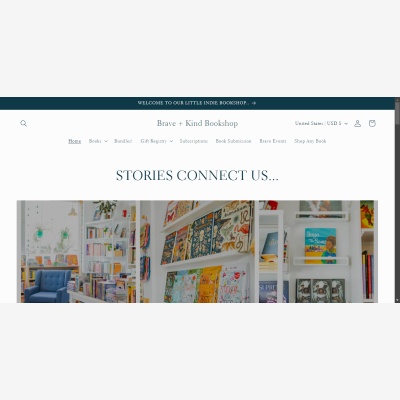 WELCOME TO OUR LITTLE INDIE BOOKSHOP... →
Brave + Kind Bookshop
United States | USD $
Home Books Bundles! Gift Registry Subscriptions Book Submission Brave Events Shop Any Book
STORIES CONNECT US...